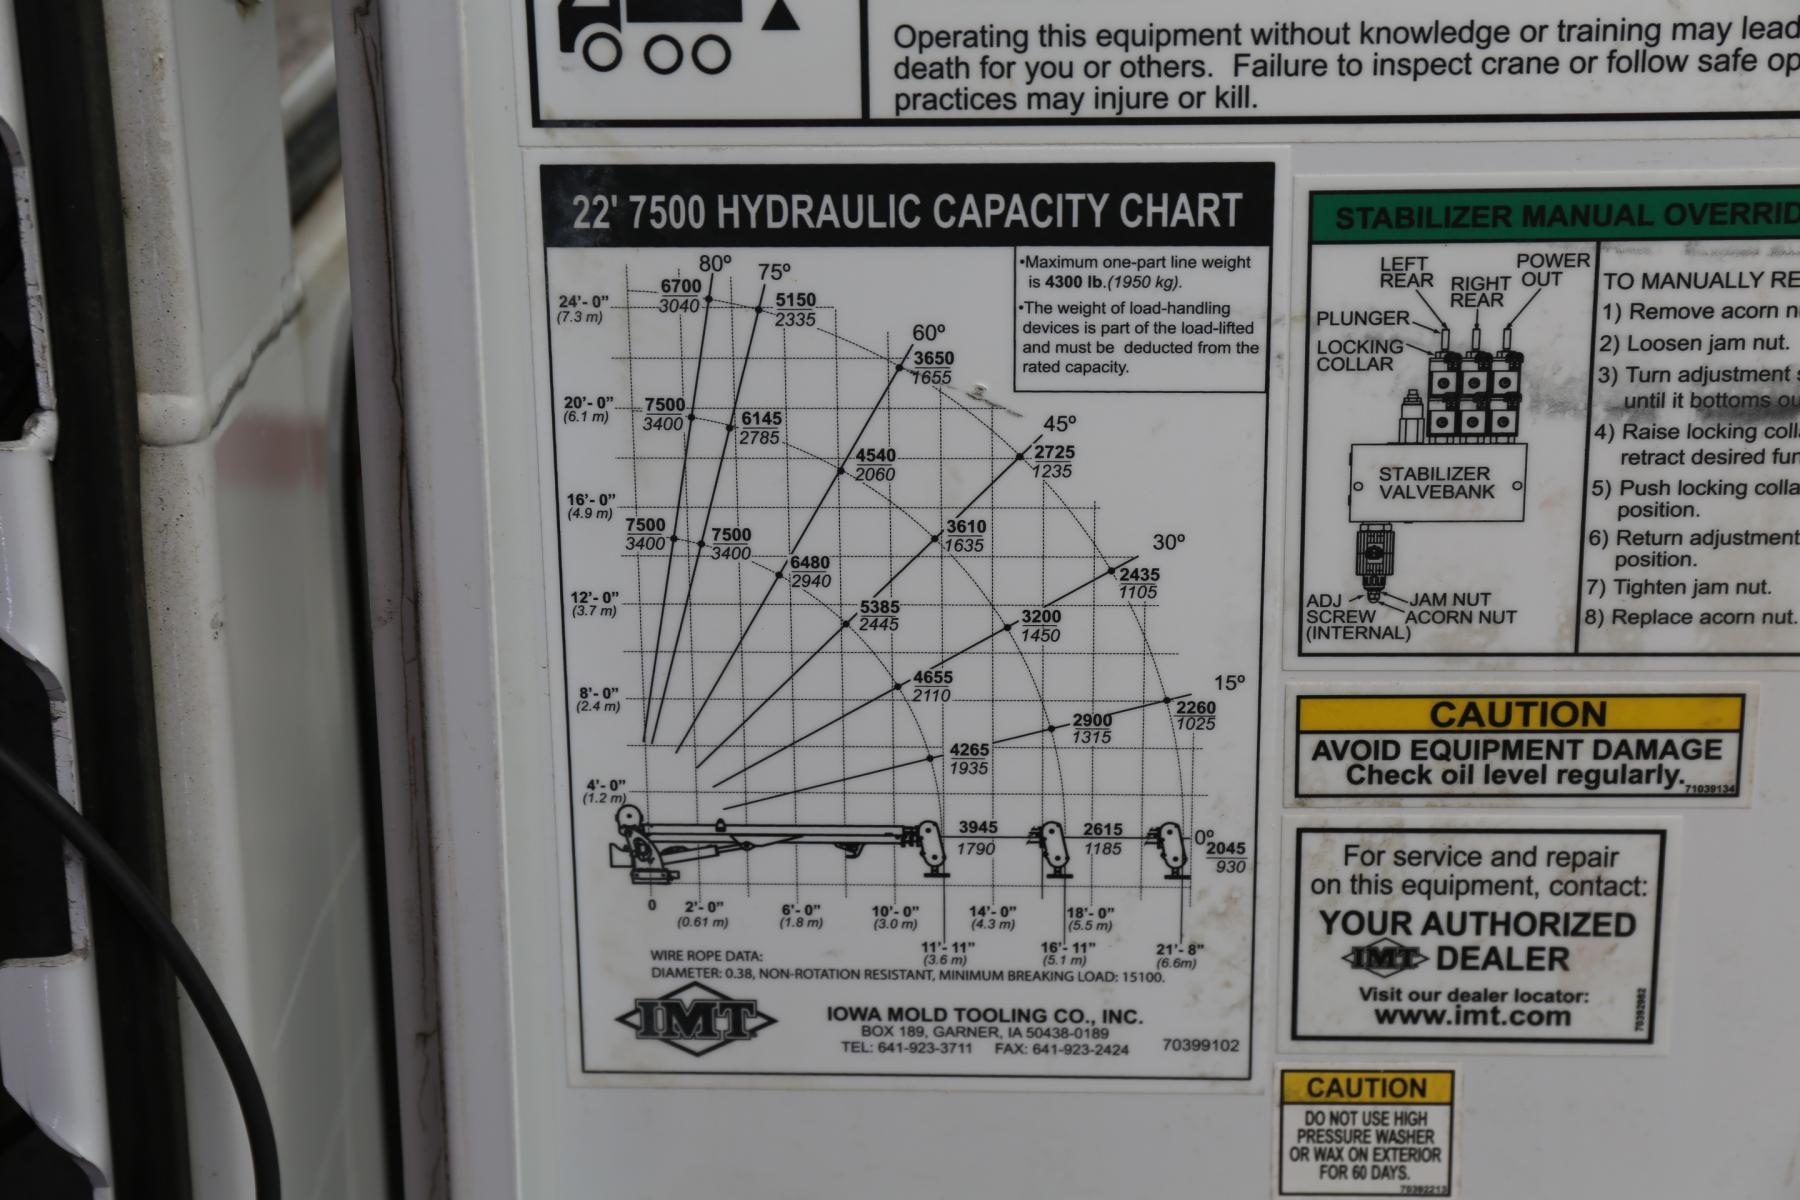 Operating this equipment without knowledge or training may lead
death for you or others. Failure to inspect crane or follow safe op
practices may injure or kill.
22' 7500 HYDRAULIC CAPACITY CHART
•Maximum one-part line weight
is 4300 lb.(1950 kg).
•The weight of load-handling
devices is part of the load-lifted
and must be deducted from the
rated capacity.
80º
75º
6700
3040
5150
2335
24'- 0"
(7.3 m)
60º
3650
1655
20'- 0"
(6.1 m)
7500
3400
6145
2785
45º
2725
1235
4540
2060
16'- 0"
(4.9 m)
7500
3400
7500
3400
3610
1635
30º
6480
2940
2435
1105
12'- 0"
(3.7 m)
5385
2445
3200
1450
4655
2110
15º
8'- 0"
(2.4 m)
2260
1025
2900
1315
4265
1935
4'- 0"
(1.2 m)
3945
1790
2615
1185
0º
2045
930
0
2'- 0"
(0.61 m)
6'- 0"
(1.8 m)
10'- 0"
(3.0 m)
14'- 0"
(4.3 m)
18'- 0"
(5.5 m)
11'- 11"
(3.6 m)
16'- 11"
(5.1 m)
21'- 8"
(6.6m)
WIRE ROPE DATA:
DIAMETER: 0.38, NON-ROTATION RESISTANT, MINIMUM BREAKING LOAD: 15100.
IMT
IOWA MOLD TOOLING CO., INC.
BOX 189, GARNER, IA 50438-0189
TEL: 641-923-3711 FAX: 641-923-2424
70399102
STABILIZER MANUAL OVERRID
LEFT
REAR
RIGHT
REAR
POWER
OUT
PLUNGER
LOCKING
COLLAR
STABILIZER
VALVEBANK
ADJ
SCREW
(INTERNAL)
JAM NUT
ACORN NUT
TO MANUALLY RE
1) Remove acorn n
2) Loosen jam nut.
3) Turn adjustment s
until it bottoms ou
4) Raise locking coll
retract desired fun
5) Push locking colla
position.
6) Return adjustment
position.
7) Tighten jam nut.
8) Replace acorn nut.
CAUTION
AVOID EQUIPMENT DAMAGE
Check oil level regularly.
71039134
For service and repair
on this equipment, contact:
YOUR AUTHORIZED
IMT DEALER
Visit our dealer locator:
www.imt.com
70392982
CAUTION
DO NOT USE HIGH
PRESSURE WASHER
OR WAX ON EXTERIOR
FOR 60 DAYS.
70392213